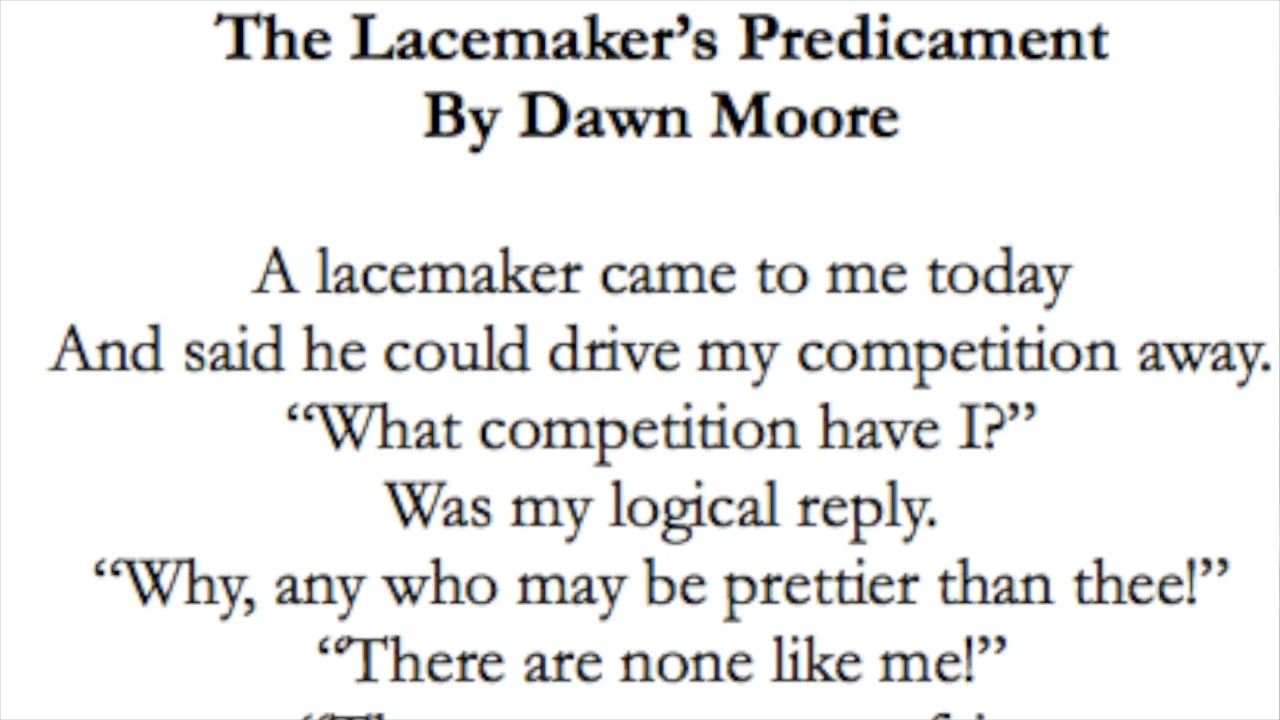 The Lacemaker’s Predicament
By Dawn Moore
A lacemaker came to me today
And said he could drive my competition away.
“What competition have I?”
Was my logical reply.
“Why, any who may be prettier than thee!”
“There are none like me!”